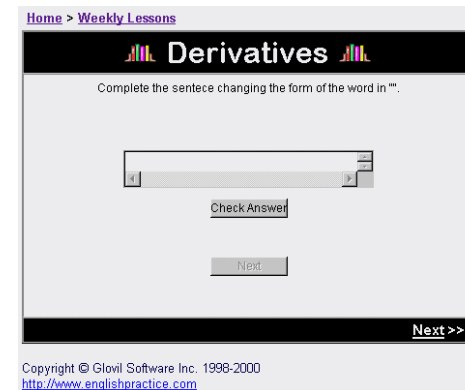 Home > Weekly Lessons
Derivatives
Complete the sentece changing the form of the word in "".
Check Answer
Next
Next >>
Copyright © Glovil Software Inc. 1998-2000
http://www.englishpractice.com